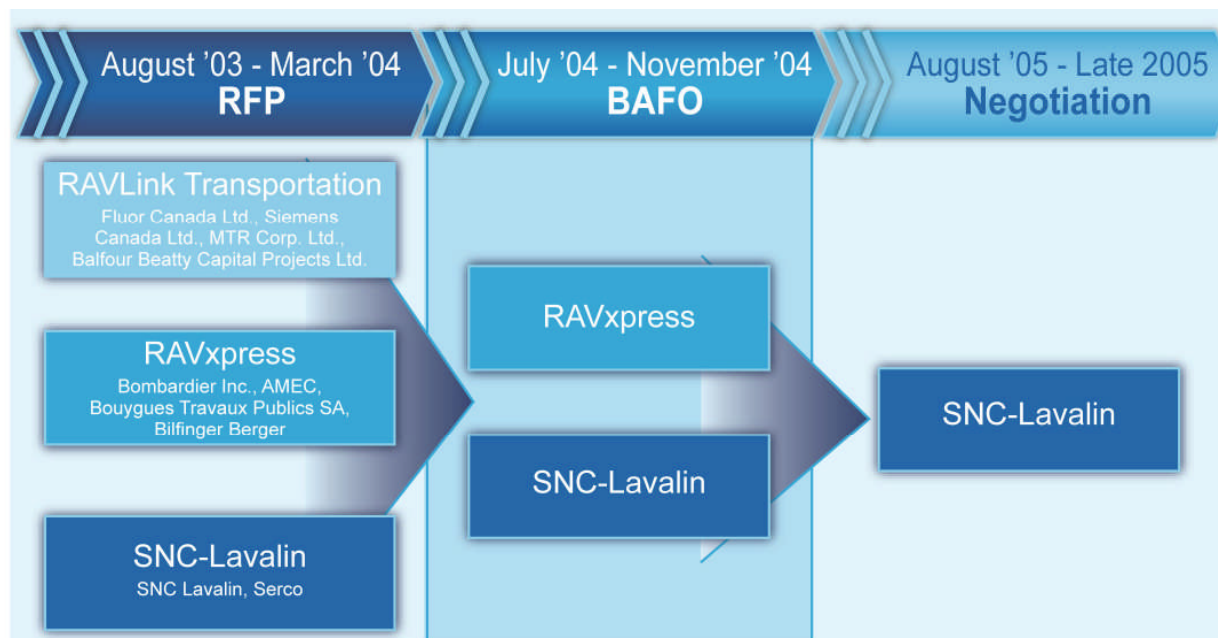 August ’03 - March ’04
RFP
July ’04 - November ’04
BAFO
August ’05 - Late 2005
Negotiation
RAVLink Transportation
Fluor Canada Ltd., Siemens
Canada Ltd., MTR Corp. Ltd.,
Balfour Beatty Capital Projects Ltd.
RAVxpress
Bombardier Inc., AMEC,
Bouygues Travaux Publics SA,
Bilfinger Berger
SNC-Lavalin
SNC Lavalin, Serco
RAVxpress
SNC-Lavalin
SNC-Lavalin